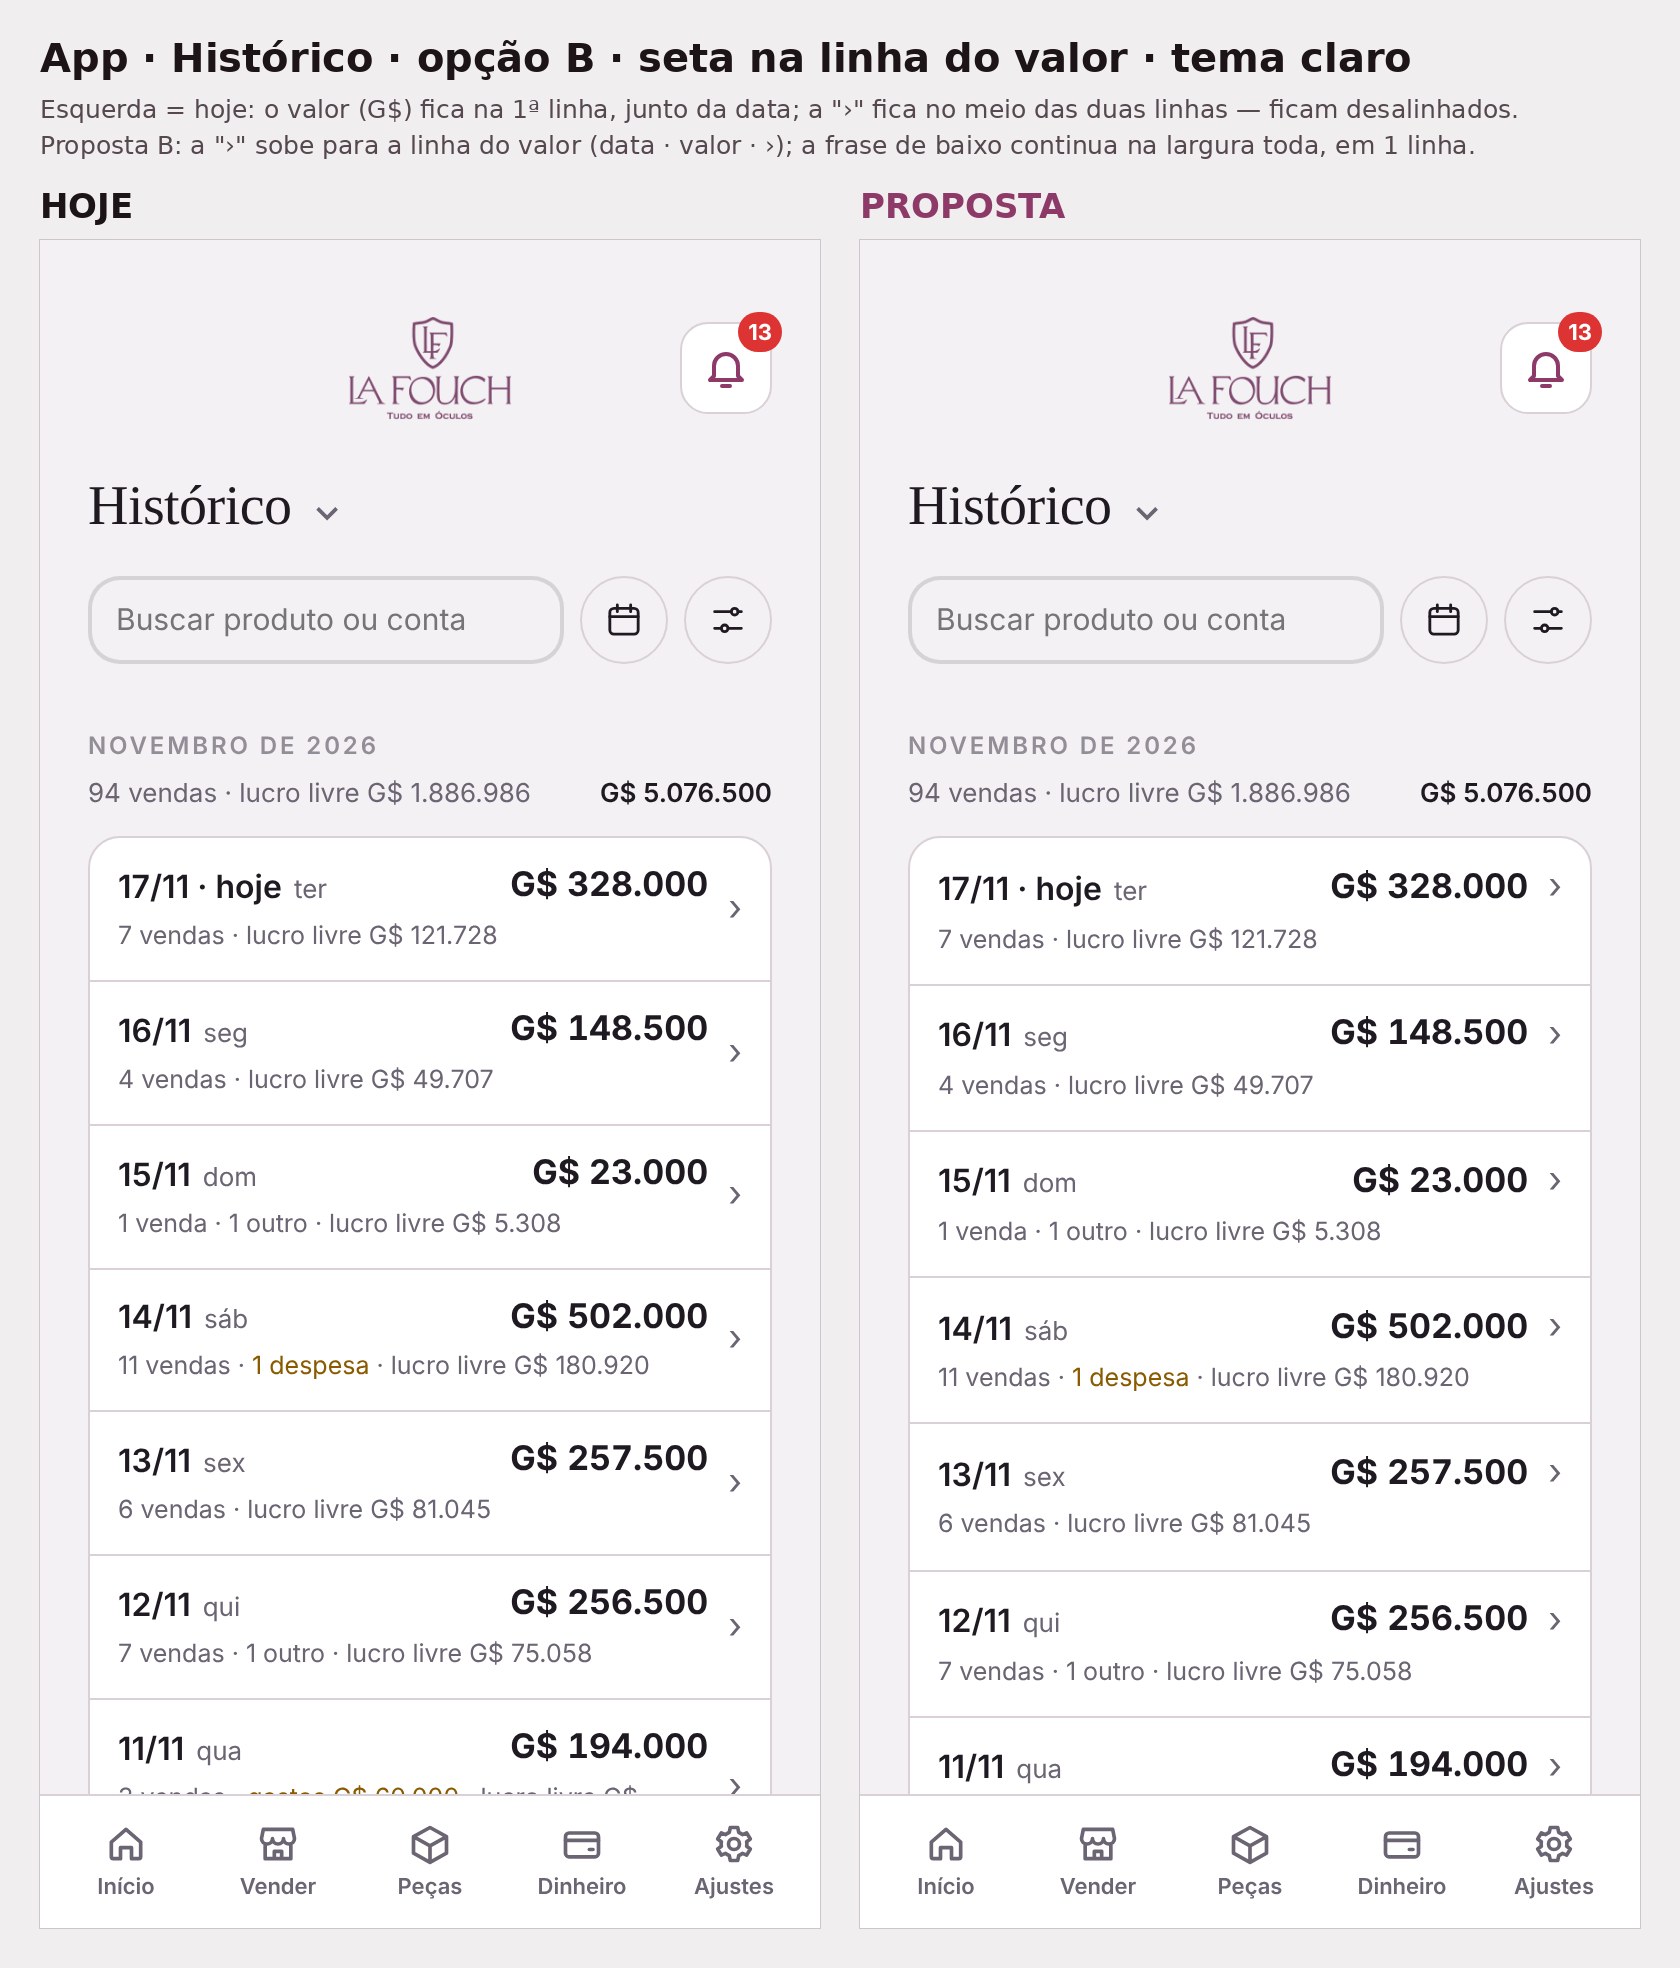 App · Histórico · opção B · seta na linha do valor · tema claro
Esquerda = hoje: o valor (G$) fica na 1ª linha, junto da data; a "›" fica no meio das duas linhas — ficam desalinhados.
Proposta B: a "›" sobe para a linha do valor (data · valor · ›); a frase de baixo continua na largura toda, em 1 linha.
HOJE
LF
LA FOUCH
TUDO EM ÓCULOS
13
Histórico
Buscar produto ou conta
NOVEMBRO DE 2026
94 vendas · lucro livre G$ 1.886.986 G$ 5.076.500
17/11 · hoje ter G$ 328.000 ›
7 vendas · lucro livre G$ 121.728
16/11 seg G$ 148.500 ›
4 vendas · lucro livre G$ 49.707
15/11 dom G$ 23.000 ›
1 venda · 1 outro · lucro livre G$ 5.308
14/11 sáb G$ 502.000 ›
11 vendas · 1 despesa · lucro livre G$ 180.920
13/11 sex G$ 257.500 ›
6 vendas · lucro livre G$ 81.045
12/11 qui G$ 256.500 ›
7 vendas · 1 outro · lucro livre G$ 75.058
11/11 qua G$ 194.000 ›
Início Vender Peças Dinheiro Ajustes
PROPOSTA
LF
LA FOUCH
TUDO EM ÓCULOS
13
Histórico
Buscar produto ou conta
NOVEMBRO DE 2026
94 vendas · lucro livre G$ 1.886.986 G$ 5.076.500
17/11 · hoje ter G$ 328.000 ›
7 vendas · lucro livre G$ 121.728
16/11 seg G$ 148.500 ›
4 vendas · lucro livre G$ 49.707
15/11 dom G$ 23.000 ›
1 venda · 1 outro · lucro livre G$ 5.308
14/11 sáb G$ 502.000 ›
11 vendas · 1 despesa · lucro livre G$ 180.920
13/11 sex G$ 257.500 ›
6 vendas · lucro livre G$ 81.045
12/11 qui G$ 256.500 ›
7 vendas · 1 outro · lucro livre G$ 75.058
11/11 qua G$ 194.000 ›
Início Vender Peças Dinheiro Ajustes